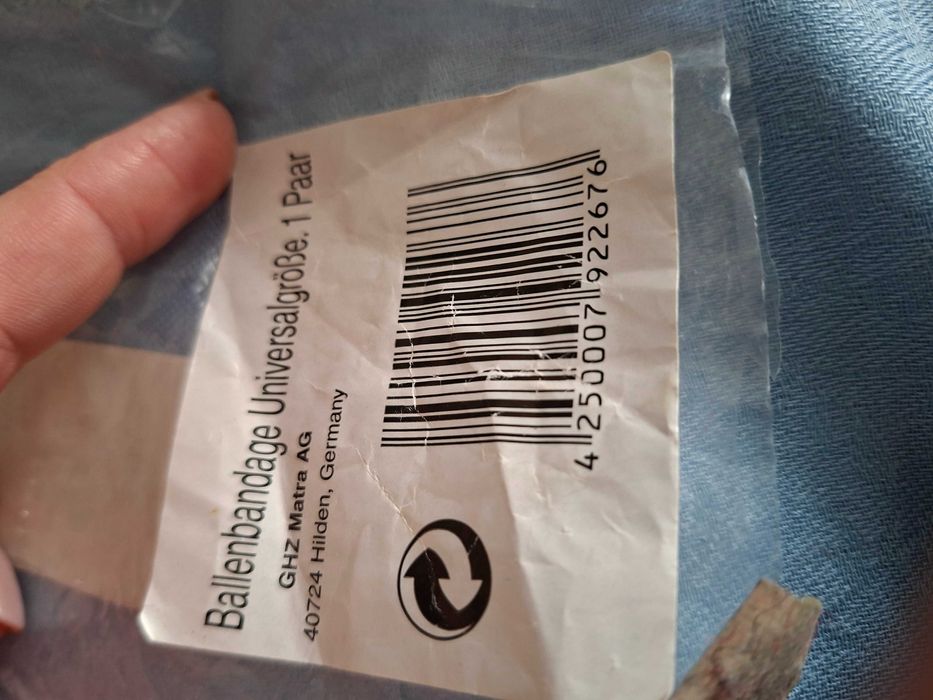 Ballenbandage Universalgröße. 1 Paar
GHZ Matra AG
40724 Hilden, Germany
4 250007 922676